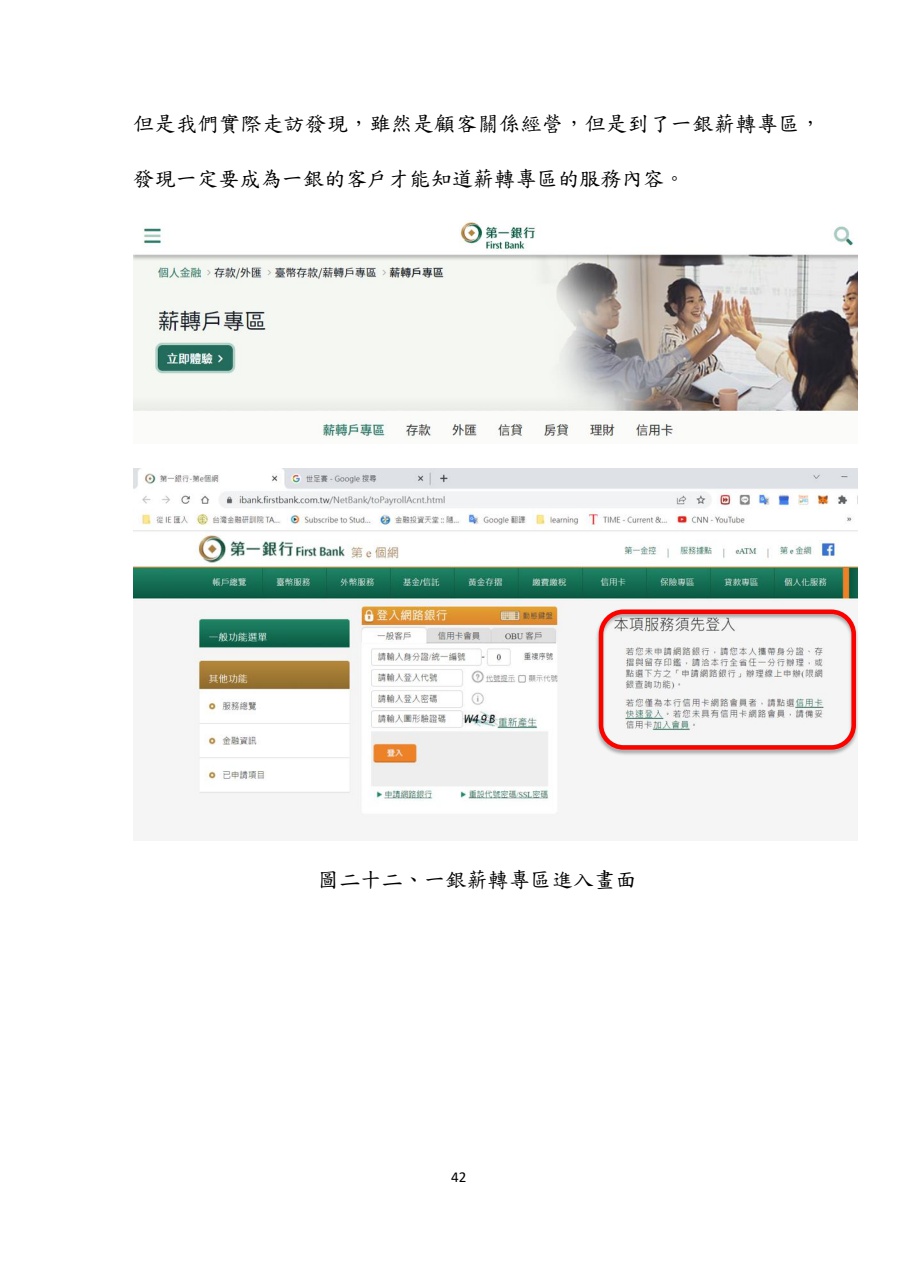 但是我們實際走訪發現，雖然是顧客關係經營，但是到了一銀薪轉專區，
發現一定要成為一銀的客戶才能知道薪轉專區的服務內容。
第一銀行
First Bank
個人金融 > 存款/外匯 > 臺幣存款/薪轉戶專區 > 薪轉戶專區
薪轉戶專區
立即體驗 >
薪轉戶專區 存款 外匯 信貸 房貸 理財 信用卡
第一銀行-第e個網 × G 世足賽 - Google 搜尋 × +
ibank.firstbank.com.tw/NetBank/toPayrollAcnt.html
從 IE 匯入 台灣金融研訓院 TA... Subscribe to Stud... 金融投資天堂 :: 隨... Google 翻譯 learning TIME - Current &... CNN - YouTube »
第一銀行 First Bank 第 e 個網
第一金控 | 服務據點 | eATM | 第 e 金網
帳戶總覽 臺幣服務 外幣服務 基金/信託 黃金存摺 繳費繳稅 信用卡 保險專區 貸款專區 個人化服務
一般功能選單
其他功能
服務總覽
金融資訊
已申請項目
登入網路銀行 動態鍵盤
一般客戶 信用卡會員 OBU 客戶
請輸入身分證/統一編號 - 0 重複序號
請輸入登入代號 ? 代號提示 顯示代號
請輸入登入密碼 i
請輸入圖形驗證碼 W49B 重新產生
登入
申請網路銀行 重設代號密碼/SSL密碼
本項服務須先登入
若您未申請網路銀行，請您本人攜帶身分證、存
摺與留存印鑑，請洽本行全省任一分行辦理，或
點選下方之「申請網路銀行」辦理線上申辦(限網
銀查詢功能)。
若您僅為本行信用卡網路會員者，請點選信用卡
快速登入。若您未具有信用卡網路會員，請備妥
信用卡加入會員。
圖二十二、一銀薪轉專區進入畫面
42